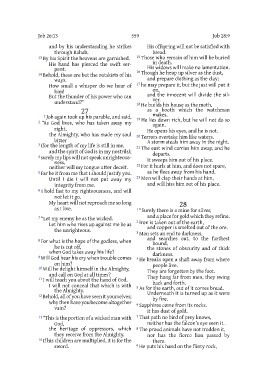 Job 26:13
559
Job 28:9
and by his understanding he strikes
through Rahab.
13 By his Spirit the heavens are garnished.
His hand has pierced the swift serpent.
14 Behold, these are but the outskirts of his
ways.
How small a whisper do we hear of
him!
But the thunder of his power who can
understand?"
27
1 Job again took up his parable, and said,
2 "As God lives, who has taken away my
right,
the Almighty, who has made my soul
bitter
3 (for the length of my life is still in me,
and the spirit of God is in my nostrils);
4 surely my lips will not speak unrighteousness,
neither will my tongue utter deceit.
5 Far be it from me that I should justify you.
Until I die I will not put away my
integrity from me.
6 I hold fast to my righteousness, and will
not let it go.
My heart will not reproach me so long
as I live.
7 "Let my enemy be as the wicked.
Let him who rises up against me be as
the unrighteous.
8 For what is the hope of the godless, when
he is cut off,
when God takes away his life?
9 Will God hear his cry when trouble comes
on him?
10 Will he delight himself in the Almighty,
and call on God at all times?
11 I will teach you about the hand of God.
I will not conceal that which is with
the Almighty.
12 Behold, all of you have seen it yourselves;
why then have you become altogether
vain?
13 "This is the portion of a wicked man with
God,
the heritage of oppressors, which
they receive from the Almighty.
14 If his children are multiplied, it is for the
sword.
His offspring will not be satisfied with
bread.
15 Those who remain of him will be buried
in death.
His widows will make no lamentation.
16 Though he heap up silver as the dust,
and prepare clothing as the clay;
17 he may prepare it, but the just will put it
on,
and the innocent will divide the silver.
18 He builds his house as the moth,
as a booth which the watchman
makes.
19 He lies down rich, but he will not do so
again.
He opens his eyes, and he is not.
20 Terrors overtake him like waters.
A storm steals him away in the night.
21 The east wind carries him away, and he
departs.
It sweeps him out of his place.
22 For it hurls at him, and does not spare,
as he flees away from his hand.
23 Men will clap their hands at him,
and will hiss him out of his place.
28
1 "Surely there is a mine for silver,
and a place for gold which they refine.
2 Iron is taken out of the earth,
and copper is smelted out of the ore.
3 Man sets an end to darkness,
and searches out, to the furthest
bound,
the stones of obscurity and of thick
darkness.
4 He breaks open a shaft away from where
people live.
They are forgotten by the foot.
They hang far from men, they swing
back and forth.
5 As for the earth, out of it comes bread.
Underneath it is turned up as it were
by fire.
6 Sapphires come from its rocks.
It has dust of gold.
7 That path no bird of prey knows,
neither has the falcon's eye seen it.
8 The proud animals have not trodden it,
nor has the fierce lion passed by
there.
9 He puts his hand on the flinty rock,